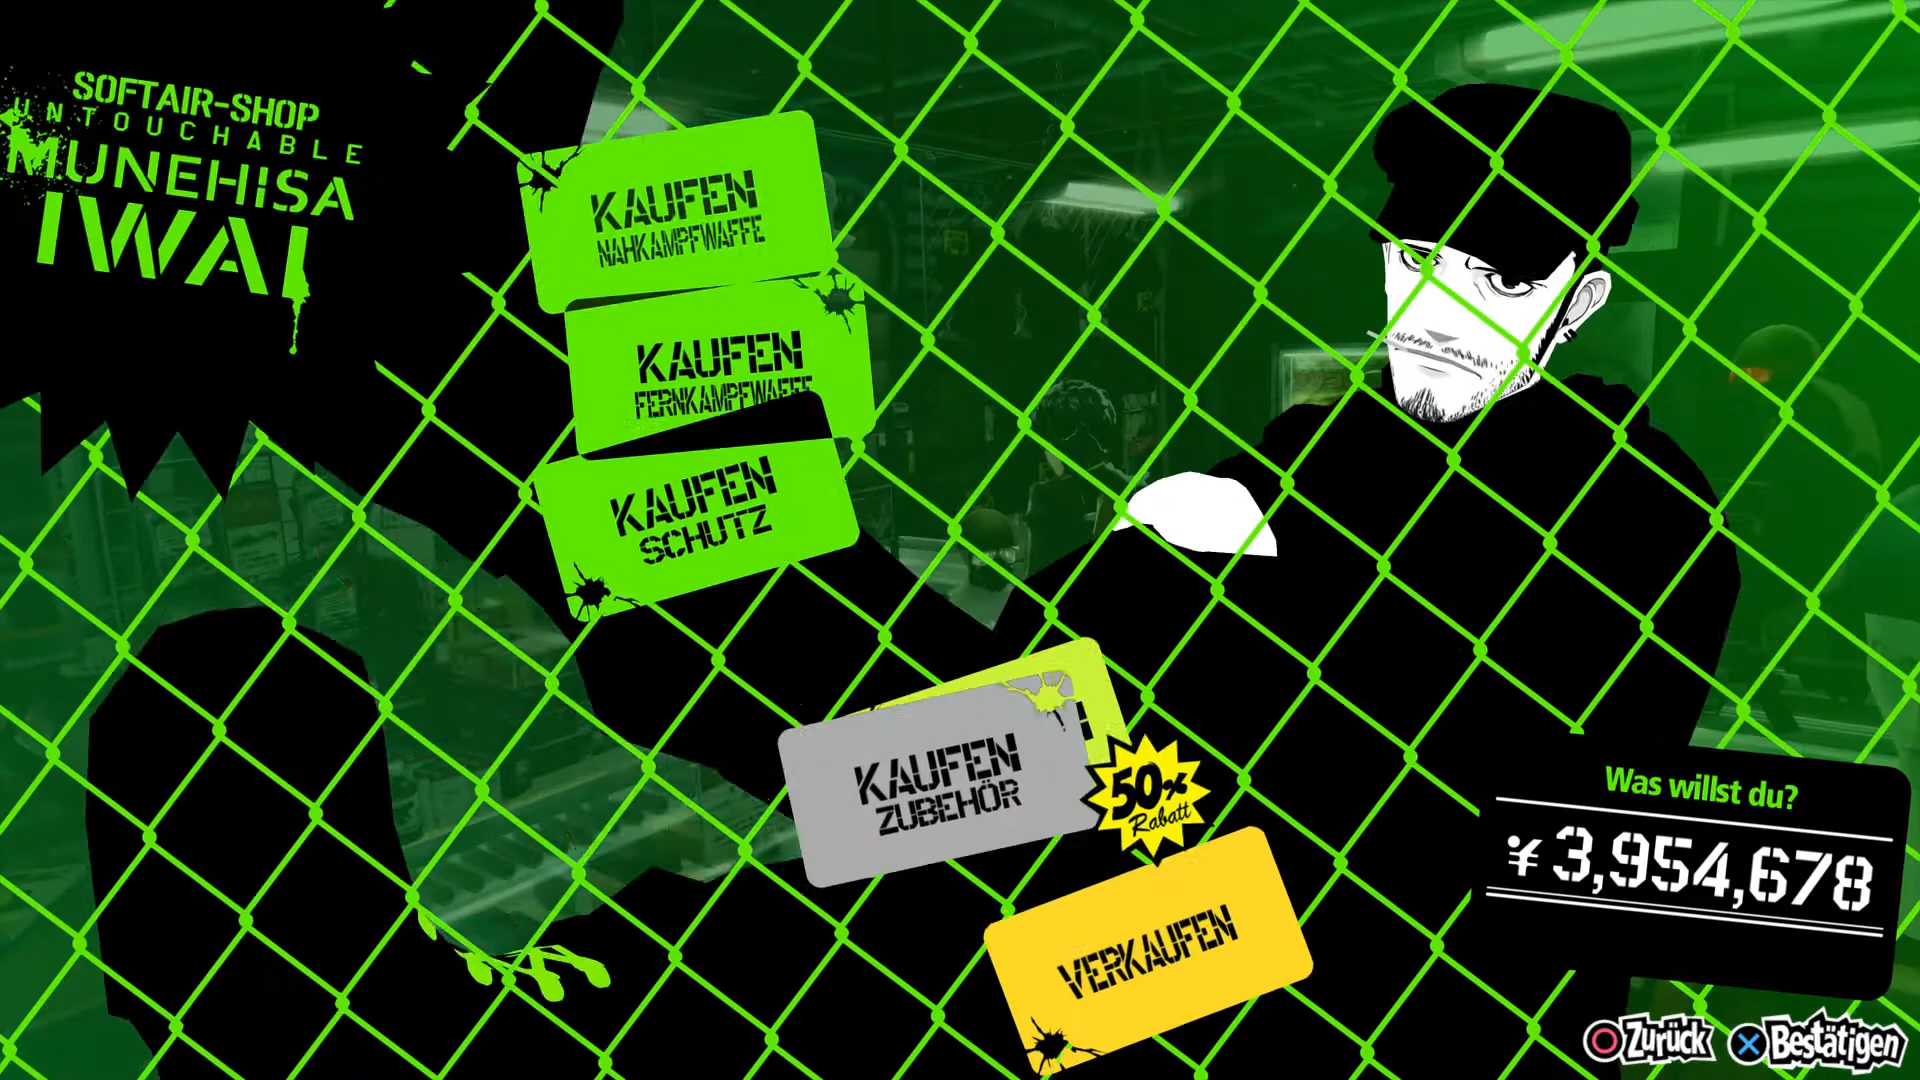 SOFTAIR-SHOP
UNTOUCHABLE
MUNEHISA
IWAI
KAUFEN
NAHKAMPFWAFFE
KAUFEN
FERNKAMPFWAFFE
KAUFEN
SCHUTZ
KAUFEN
ZUBEHÖR
50%
Rabatt
VERKAUFEN
Was willst du?
¥3,954,678
Zurück
Bestätigen